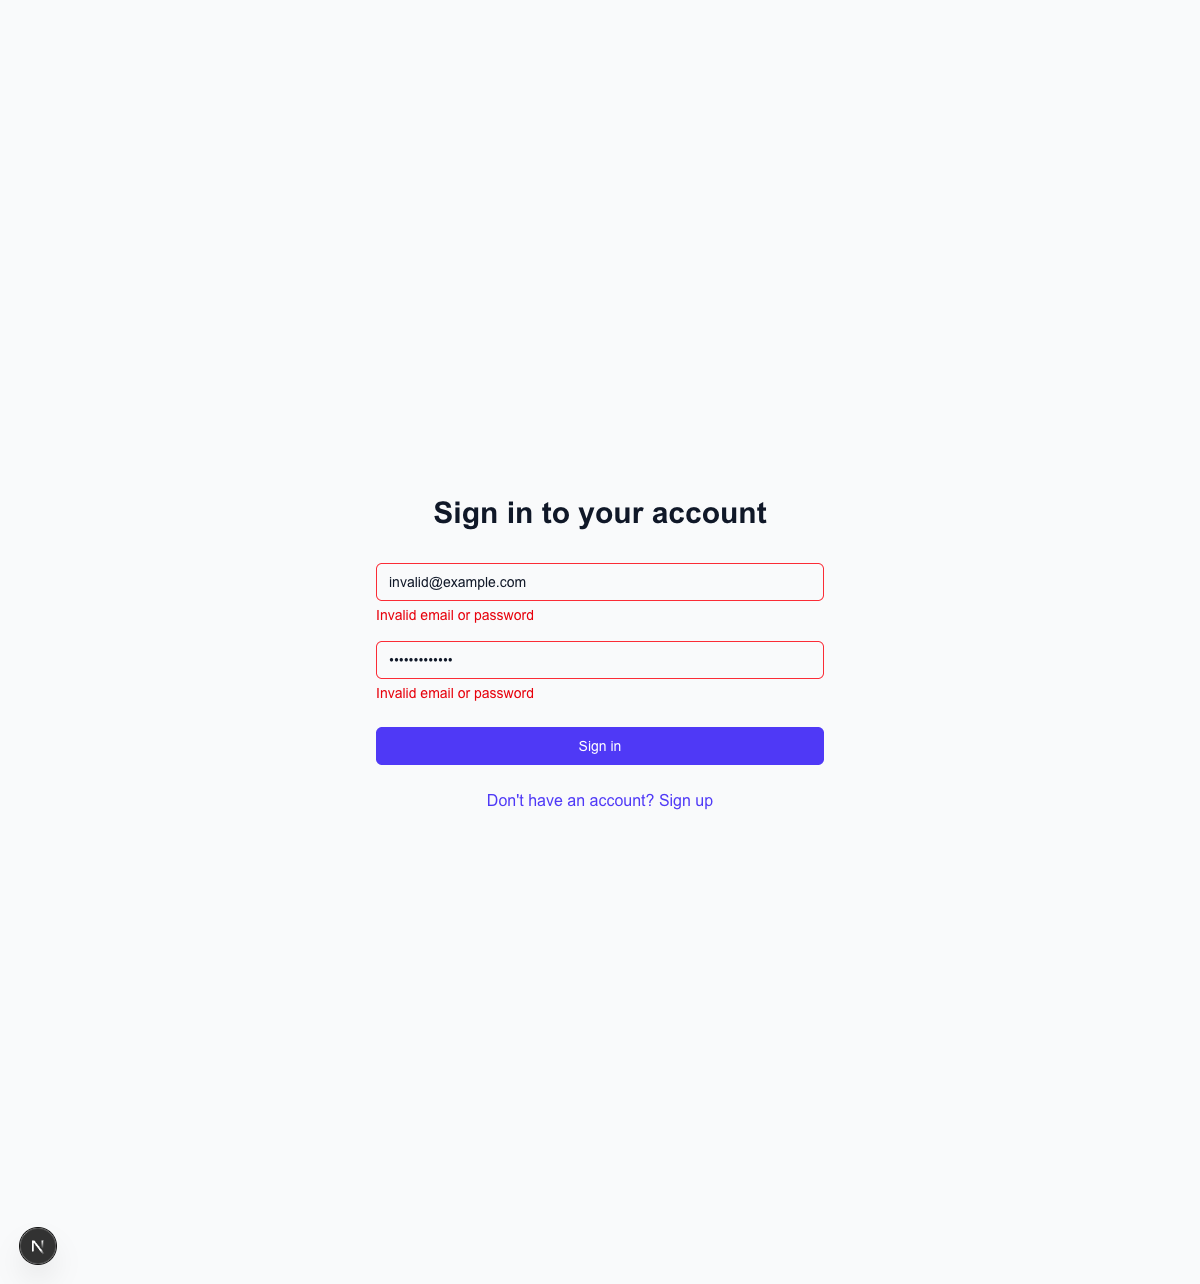 Sign in to your account
invalid@example.com
Invalid email or password
•••••••••••••
Invalid email or password
Sign in
Don't have an account? Sign up
N